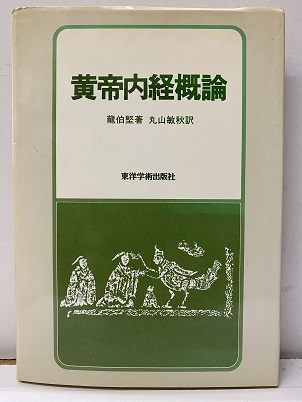 黄帝内経概論
龍伯堅著 丸山敏秋訳
東洋学術出版社